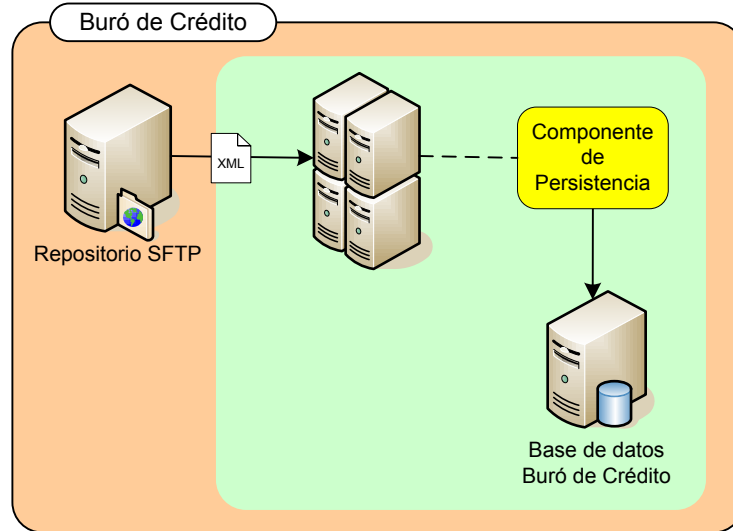 Buró de Crédito
XML
Repositorio SFTP
Componente
de
Persistencia
Base de datos
Buró de Crédito